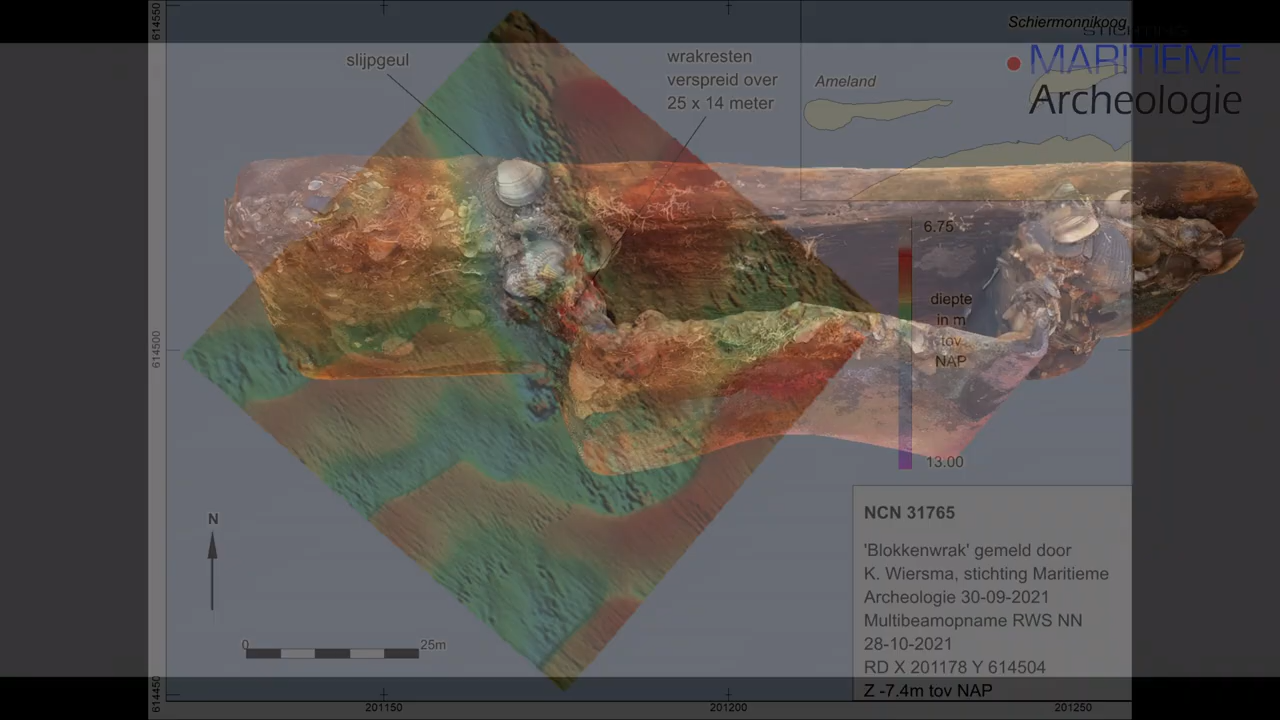 614550
Schiermonnikoog
STICHTING
MARITIEME
Archeologie
slijpgeul
wrakresten
verspreid over
25 x 14 meter
Ameland
6.75
diepte
in m
tov
NAP
13.00
614500
N
0
25m
NCN 31765
'Blokkenwrak' gemeld door
K. Wiersma, stichting Maritieme
Archeologie 30-09-2021
Multibeamopname RWS NN
28-10-2021
RD X 201178 Y 614504
Z -7.4m tov NAP
614450
201150
201200
201250